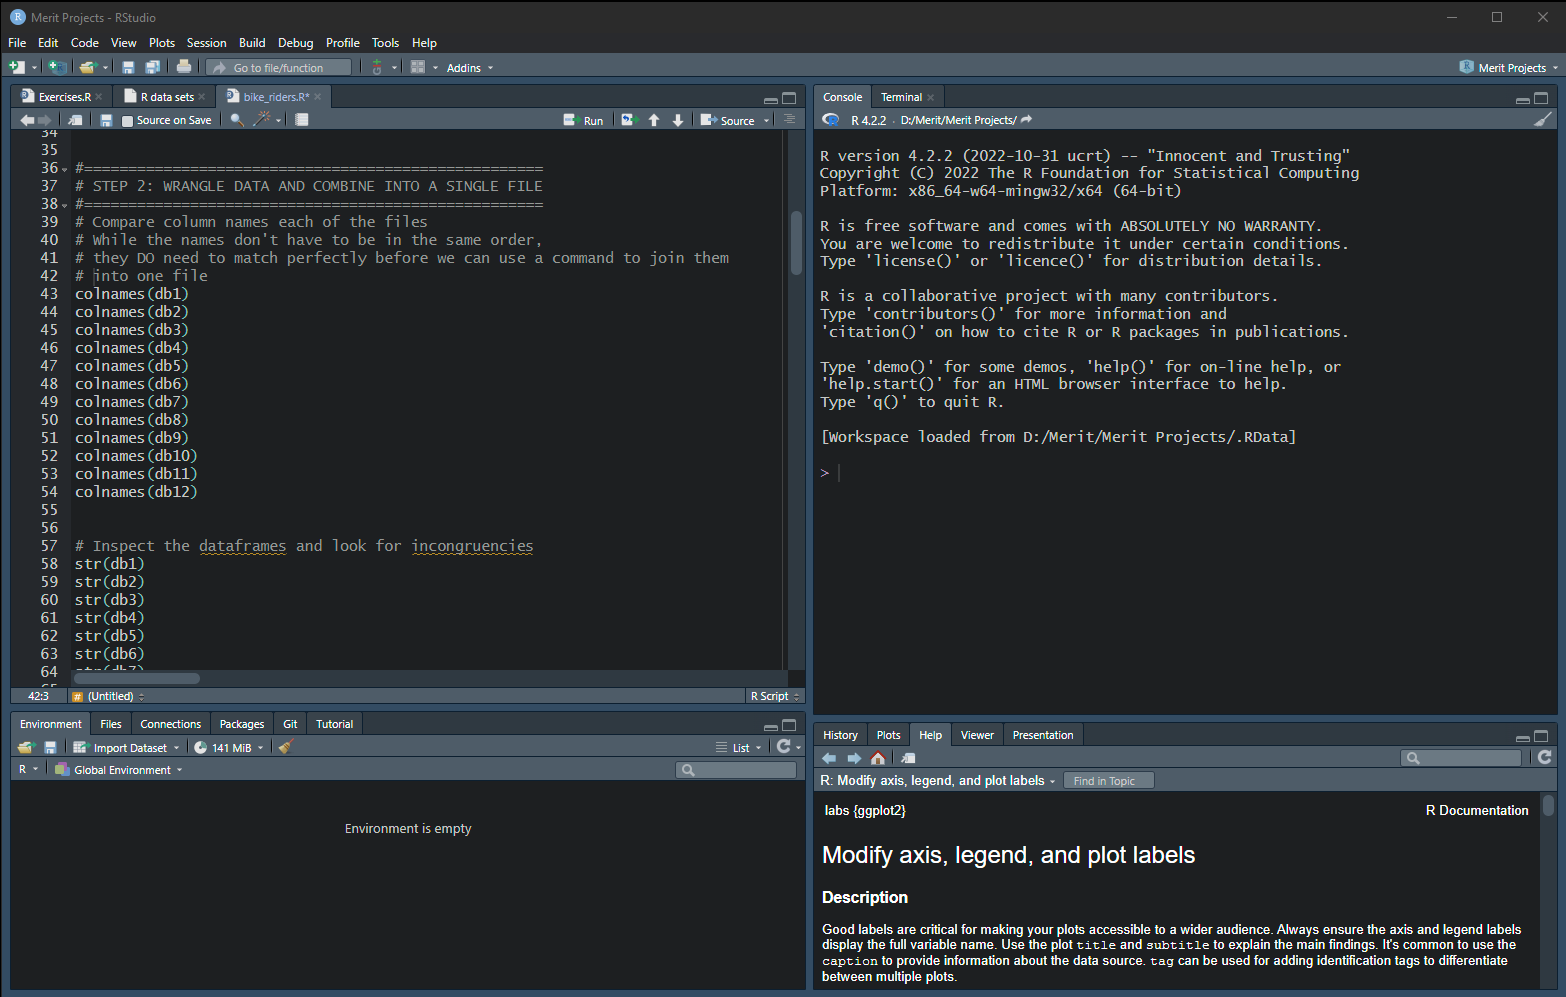 Merit Projects - RStudio
File Edit Code View Plots Session Build Debug Profile Tools Help
Go to file/function Addins Merit Projects
Exercises.R R data sets bike_riders.R*
Source on Save Run Source
34
35
36 #====================================================
37 # STEP 2: WRANGLE DATA AND COMBINE INTO A SINGLE FILE
38 #====================================================
39 # Compare column names each of the files
40 # While the names don't have to be in the same order,
41 # they DO need to match perfectly before we can use a command to join them
42 # into one file
43 colnames(db1)
44 colnames(db2)
45 colnames(db3)
46 colnames(db4)
47 colnames(db5)
48 colnames(db6)
49 colnames(db7)
50 colnames(db8)
51 colnames(db9)
52 colnames(db10)
53 colnames(db11)
54 colnames(db12)
55
56
57 # Inspect the dataframes and look for incongruencies
58 str(db1)
59 str(db2)
60 str(db3)
61 str(db4)
62 str(db5)
63 str(db6)
64 str(db7)
42:3 # (Untitled) R Script
Console Terminal
R 4.2.2 · D:/Merit/Merit Projects/
R version 4.2.2 (2022-10-31 ucrt) -- "Innocent and Trusting"
Copyright (C) 2022 The R Foundation for Statistical Computing
Platform: x86_64-w64-mingw32/x64 (64-bit)
R is free software and comes with ABSOLUTELY NO WARRANTY.
You are welcome to redistribute it under certain conditions.
Type 'license()' or 'licence()' for distribution details.
R is a collaborative project with many contributors.
Type 'contributors()' for more information and
'citation()' on how to cite R or R packages in publications.
Type 'demo()' for some demos, 'help()' for on-line help, or
'help.start()' for an HTML browser interface to help.
Type 'q()' to quit R.
[Workspace loaded from D:/Merit/Merit Projects/.RData]
>
Environment Files Connections Packages Git Tutorial
Import Dataset 141 MiB List
R Global Environment
Environment is empty
History Plots Help Viewer Presentation
R: Modify axis, legend, and plot labels Find in Topic
labs {ggplot2} R Documentation
Modify axis, legend, and plot labels
Description
Good labels are critical for making your plots accessible to a wider audience. Always ensure the axis and legend labels
display the full variable name. Use the plot title and subtitle to explain the main findings. It's common to use the
caption to provide information about the data source. tag can be used for adding identification tags to differentiate
between multiple plots.